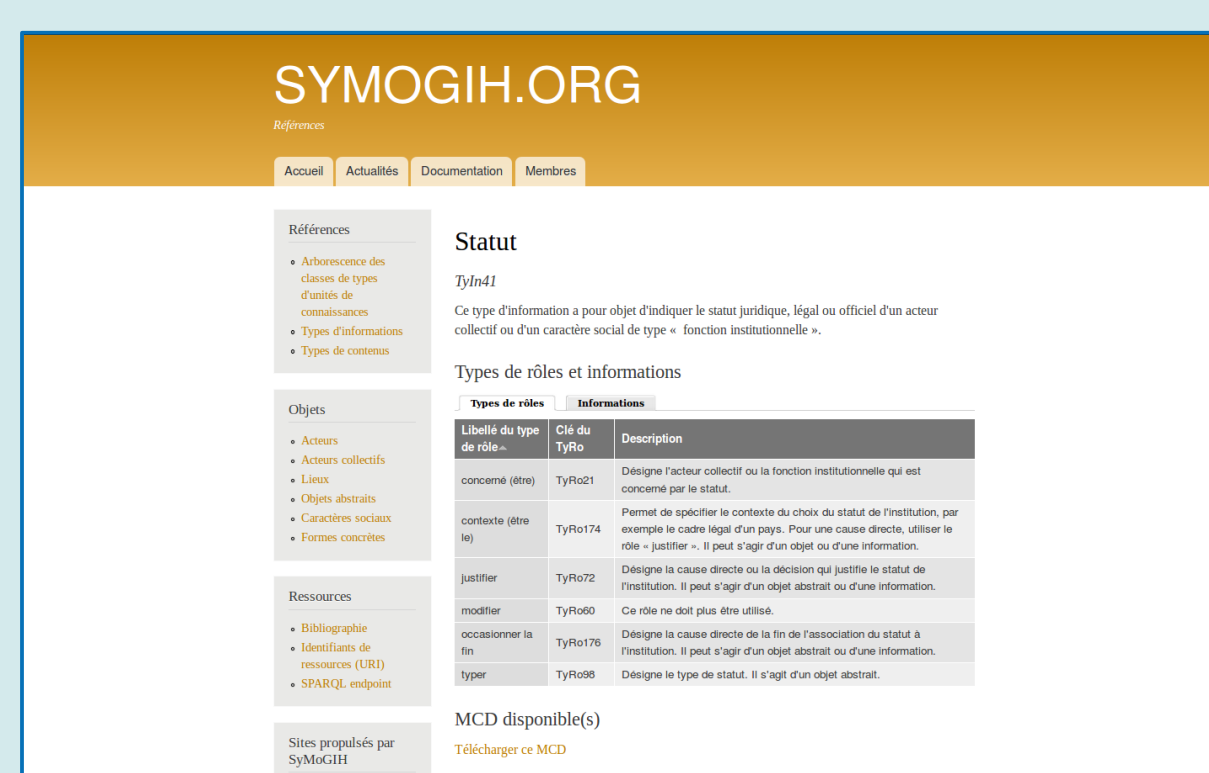 SYMOGIH.ORG
Références
Accueil
Actualités
Documentation
Membres
Références
Arborescence des
classes de types
d'unités de
connaissances
Types d'informations
Types de contenus
Objets
Acteurs
Acteurs collectifs
Lieux
Objets abstraits
Caractères sociaux
Formes concrètes
Ressources
Bibliographie
Identifiants de
ressources (URI)
SPARQL endpoint
Sites propulsés par
SyMoGIH
Statut
TyIn41
Ce type d'information a pour objet d'indiquer le statut juridique, légal ou officiel d'un acteur
collectif ou d'un caractère social de type «  fonction institutionnelle ».
Types de rôles et informations
Types de rôles
Informations
Libellé du type
de rôle
Clé du
TyRo
Description
concerné (être)
TyRo21
Désigne l'acteur collectif ou la fonction institutionnelle qui est
concerné par le statut.
contexte (être
le)
TyRo174
Permet de spécifier le contexte du choix du statut de l'institution, par
exemple le cadre légal d'un pays. Pour une cause directe, utiliser le
rôle « justifier ». Il peut s'agir d'un objet ou d'une information.
justifier
TyRo72
Désigne la cause directe ou la décision qui justifie le statut de
l'institution. Il peut s'agir d'un objet abstrait ou d'une information.
modifier
TyRo60
Ce rôle ne doit plus être utilisé.
occasionner la
fin
TyRo176
Désigne la cause directe de la fin de l'association du statut à
l'institution. Il peut s'agir d'un objet abstrait ou d'une information.
typer
TyRo98
Désigne le type de statut. Il s'agit d'un objet abstrait.
MCD disponible(s)
Télécharger ce MCD